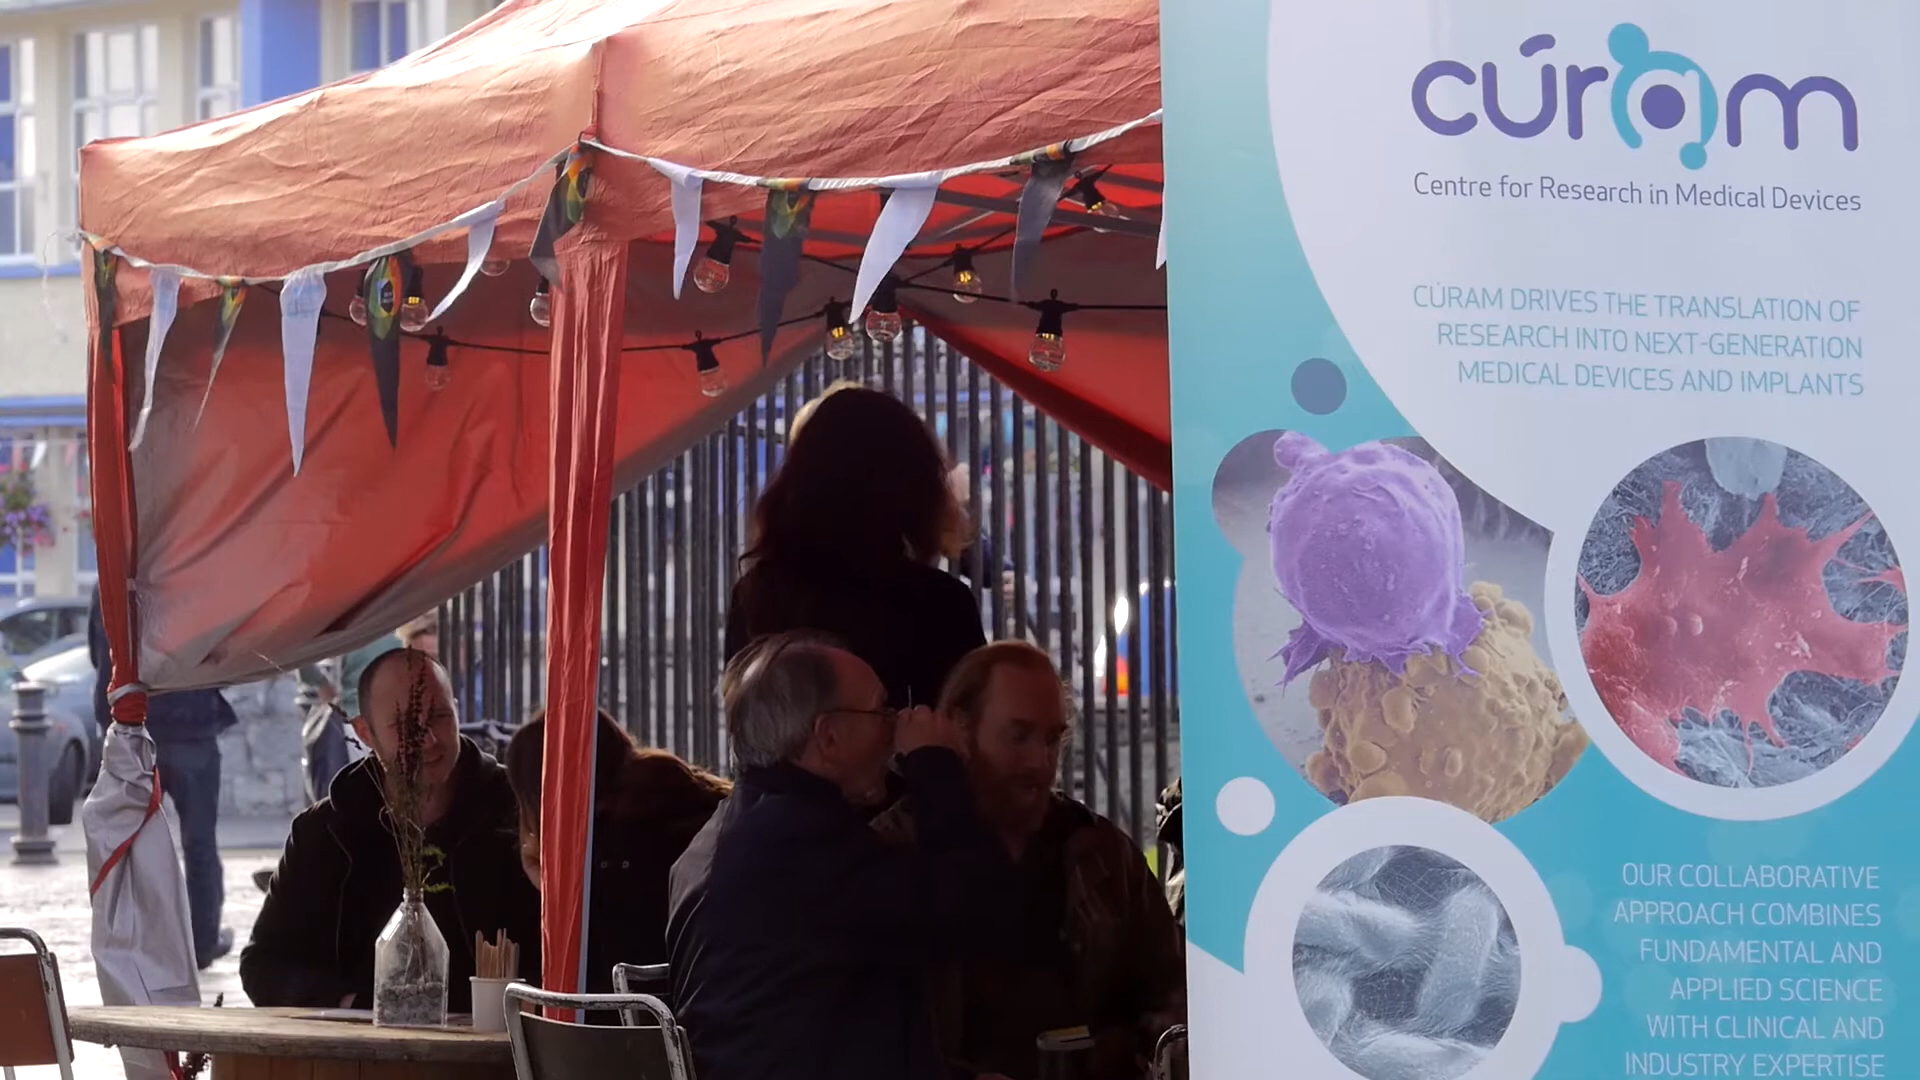 cúram
Centre for Research in Medical Devices
CÚRAM DRIVES THE TRANSLATION OF
RESEARCH INTO NEXT-GENERATION
MEDICAL DEVICES AND IMPLANTS
OUR COLLABORATIVE
APPROACH COMBINES
FUNDAMENTAL AND
APPLIED SCIENCE
WITH CLINICAL AND
INDUSTRY EXPERTISE